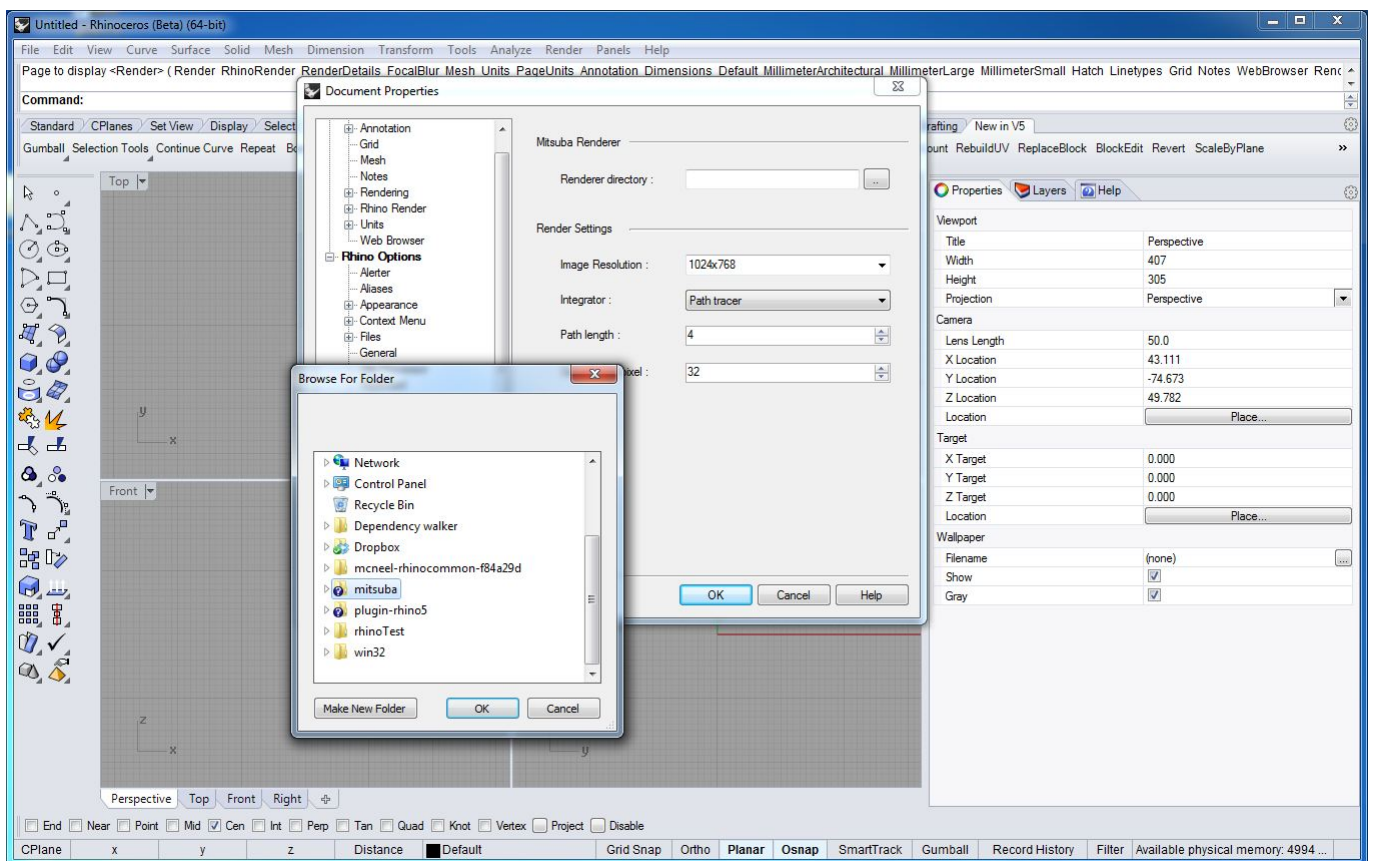 Untitled - Rhinoceros (Beta) (64-bit)
File Edit View Curve Surface Solid Mesh Dimension Transform Tools Analyze Render Panels Help
Page to display <Render> ( Render RhinoRender RenderDetails FocalBlur Mesh Units PageUnits Annotation Dimensions Default MillimeterArchitectural MillimeterLarge MillimeterSmall Hatch Linetypes Grid Notes WebBrowser
Command:
Standard CPlanes Set View Display Select
rafting New in V5
Gumball Selection Tools Continue Curve Repeat
RebuildUV ReplaceBlock BlockEdit Revert ScaleByPlane »
Top
y
x
Front
z
x
y
Document Properties
Annotation
Grid
Mesh
Notes
Rendering
Rhino Render
Units
Web Browser
Rhino Options
Alerter
Aliases
Appearance
Context Menu
Files
General
Mitsuba Renderer
Renderer directory : ..
Render Settings
Image Resolution : 1024x768
Integrator : Path tracer
Path length : 4
ixel : 32
OK Cancel Help
Browse For Folder
Network
Control Panel
Recycle Bin
Dependency walker
Dropbox
mcneel-rhinocommon-f84a29d
mitsuba
plugin-rhino5
rhinoTest
win32
Make New Folder OK Cancel
Properties Layers Help
Viewport
Title Perspective
Width 407
Height 305
Projection Perspective
Camera
Lens Length 50.0
X Location 43.111
Y Location -74.673
Z Location 49.782
Location Place...
Target
X Target 0.000
Y Target 0.000
Z Target 0.000
Location Place...
Wallpaper
Filename (none) ...
Show
Gray
Perspective Top Front Right
End Near Point Mid Cen Int Perp Tan Quad Knot Vertex Project Disable
CPlane x y z Distance Default Grid Snap Ortho Planar Osnap SmartTrack Gumball Record History Filter Available physical memory: 4994 ...